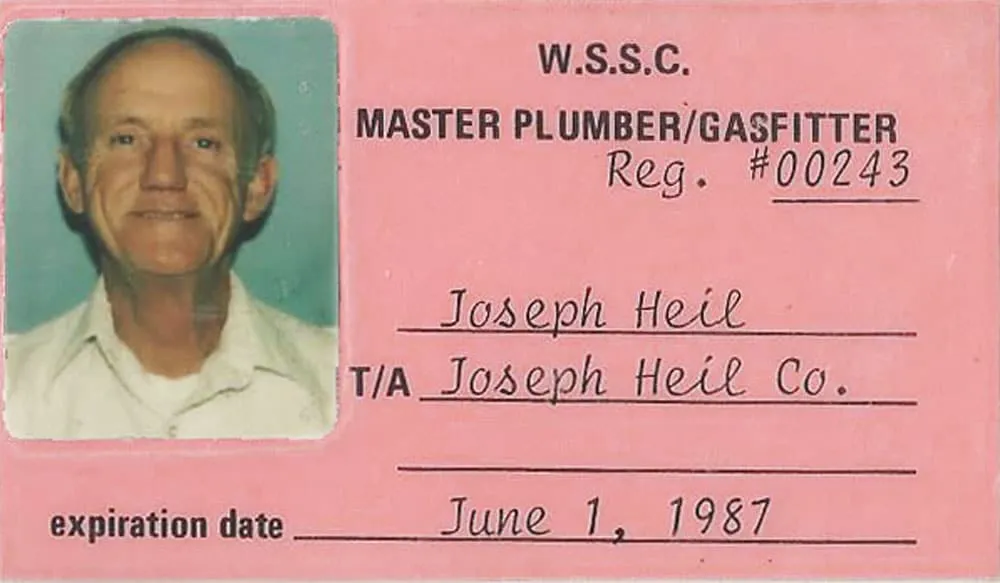 W.S.S.C.
MASTER PLUMBER/GASFITTER
Reg. #00243
Joseph Heil
T/A Joseph Heil Co.
expiration date June 1, 1987